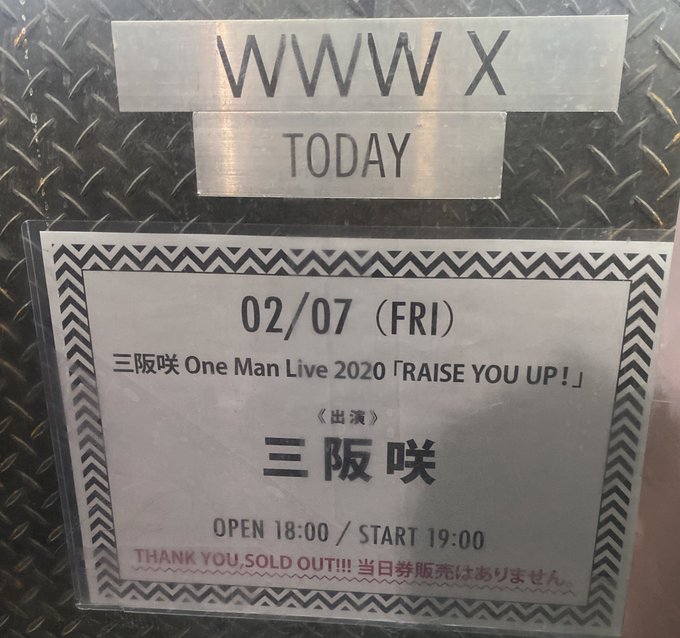 WWW X
TODAY
02/07（FRI）
三阪咲 One Man Live 2020「RAISE YOU UP！」
《出演》
三阪咲
OPEN 18:00 / START 19:00
THANK YOU,SOLD OUT!!! 当日券販売はありません。